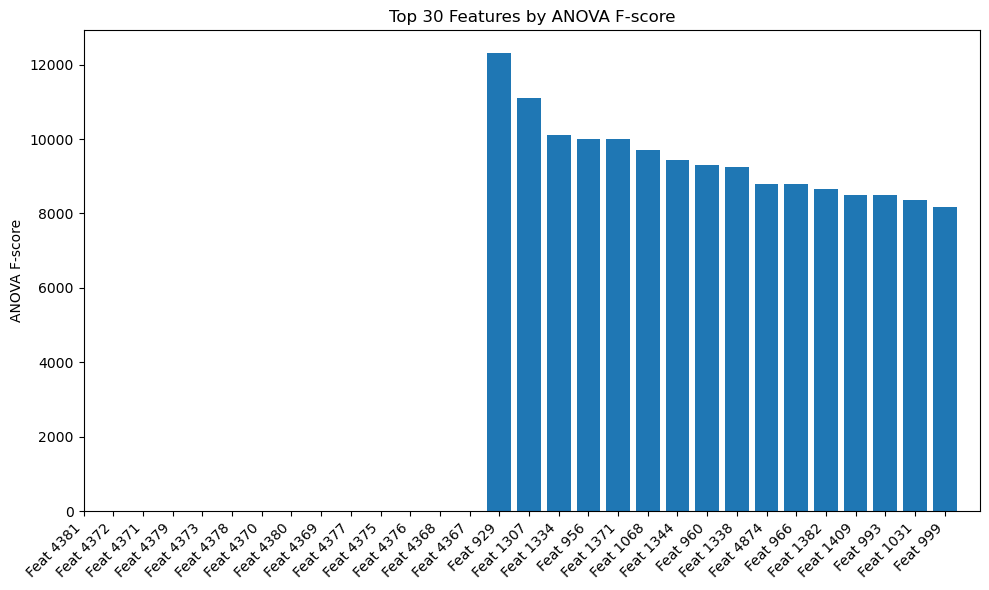 Top 30 Features by ANOVA F-score
ANOVA F-score
12000
10000
8000
6000
4000
2000
0
Feat 4381
Feat 4372
Feat 4371
Feat 4379
Feat 4373
Feat 4378
Feat 4370
Feat 4380
Feat 4369
Feat 4377
Feat 4375
Feat 4376
Feat 4368
Feat 4367
Feat 929
Feat 1307
Feat 1334
Feat 956
Feat 1371
Feat 1068
Feat 1344
Feat 960
Feat 1338
Feat 4874
Feat 966
Feat 1382
Feat 1409
Feat 993
Feat 1031
Feat 999